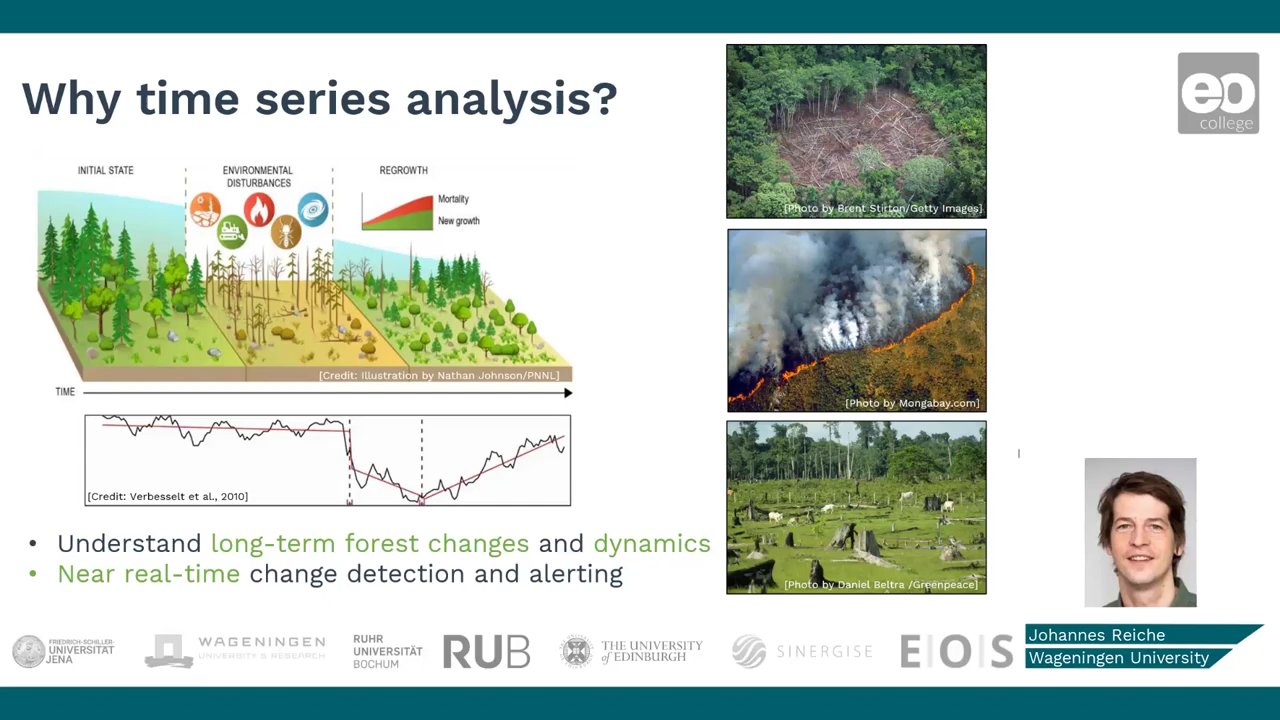 Why time series analysis?
INITIAL STATE
ENVIRONMENTAL
DISTURBANCES
REGROWTH
Mortality
New growth
[Credit: Illustration by Nathan Johnson/PNNL]
TIME
[Credit: Verbesselt et al., 2010]
• Understand long-term forest changes and dynamics
• Near real-time change detection and alerting
[Photo by Brent Stirton/Getty Images]
[Photo by Mongabay.com]
[Photo by Daniel Beltra /Greenpeace]
eo
college
Johannes Reiche
Wageningen University
FRIEDRICH-SCHILLER-
UNIVERSITÄT
JENA
WAGENINGEN
UNIVERSITY & RESEARCH
RUHR
UNIVERSITÄT
BOCHUM
RUB
THE UNIVERSITY
of EDINBURGH
SINERGISE
E|O|S